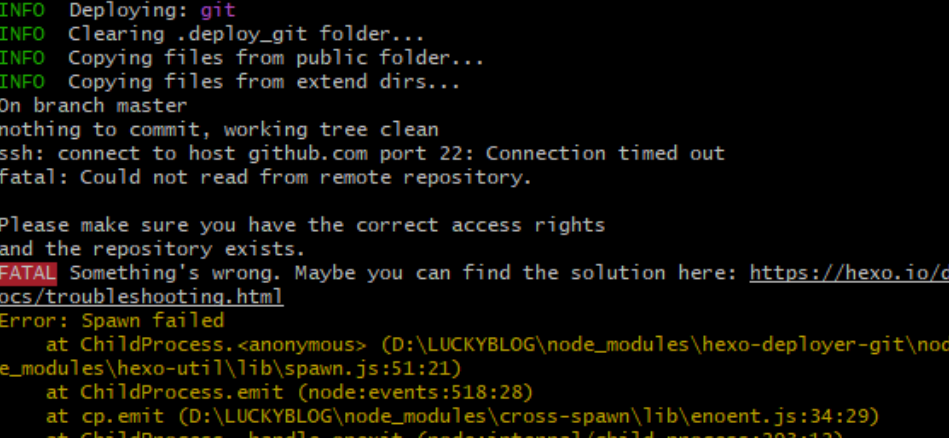 INFO  Deploying: git
INFO  Clearing .deploy_git folder...
INFO  Copying files from public folder...
INFO  Copying files from extend dirs...
On branch master
nothing to commit, working tree clean
ssh: connect to host github.com port 22: Connection timed out
fatal: Could not read from remote repository.
Please make sure you have the correct access rights
and the repository exists.
FATAL Something's wrong. Maybe you can find the solution here: https://hexo.io/d
ocs/troubleshooting.html
Error: Spawn failed
    at ChildProcess.<anonymous> (D:\LUCKYBLOG\node_modules\hexo-deployer-git\nod
e_modules\hexo-util\lib\spawn.js:51:21)
    at ChildProcess.emit (node:events:518:28)
    at cp.emit (D:\LUCKYBLOG\node_modules\cross-spawn\lib\enoent.js:34:29)